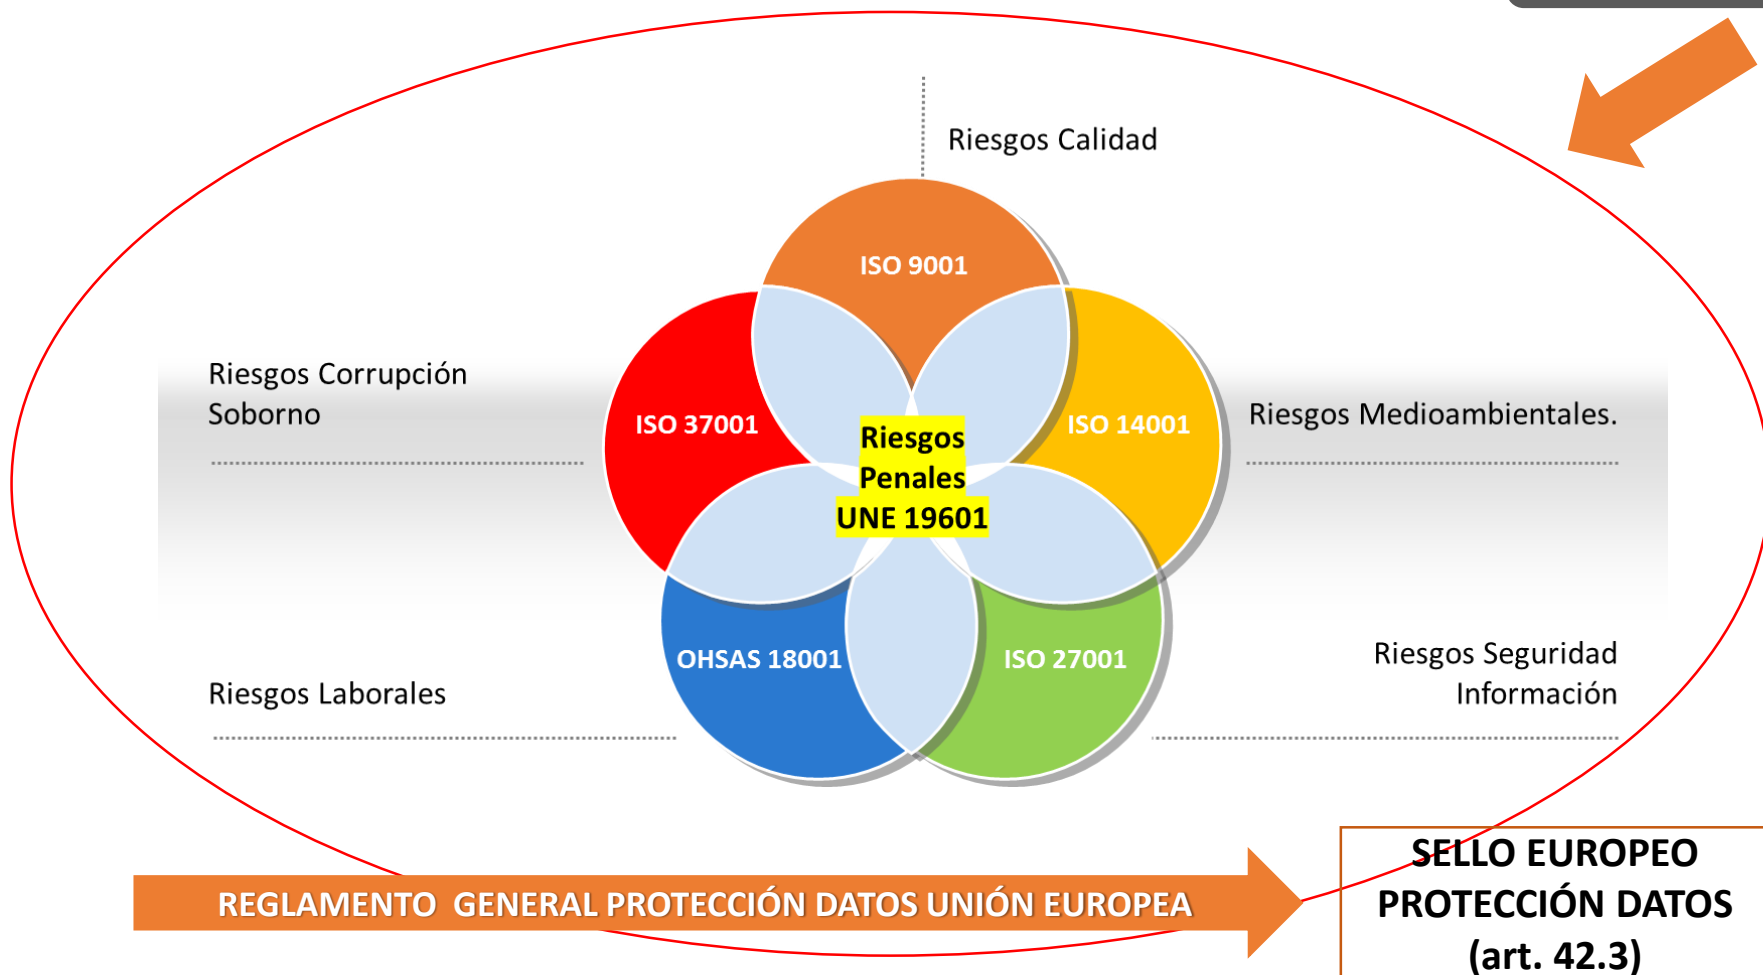 Riesgos Calidad
ISO 9001
Riesgos Corrupción
Soborno
ISO 37001
Riesgos
Penales
UNE 19601
ISO 14001
Riesgos Medioambientales.
OHSAS 18001
ISO 27001
Riesgos Laborales
Riesgos Seguridad
Información
REGLAMENTO GENERAL PROTECCIÓN DATOS UNIÓN EUROPEA
SELLO EUROPEO
PROTECCIÓN DATOS
(art. 42.3)